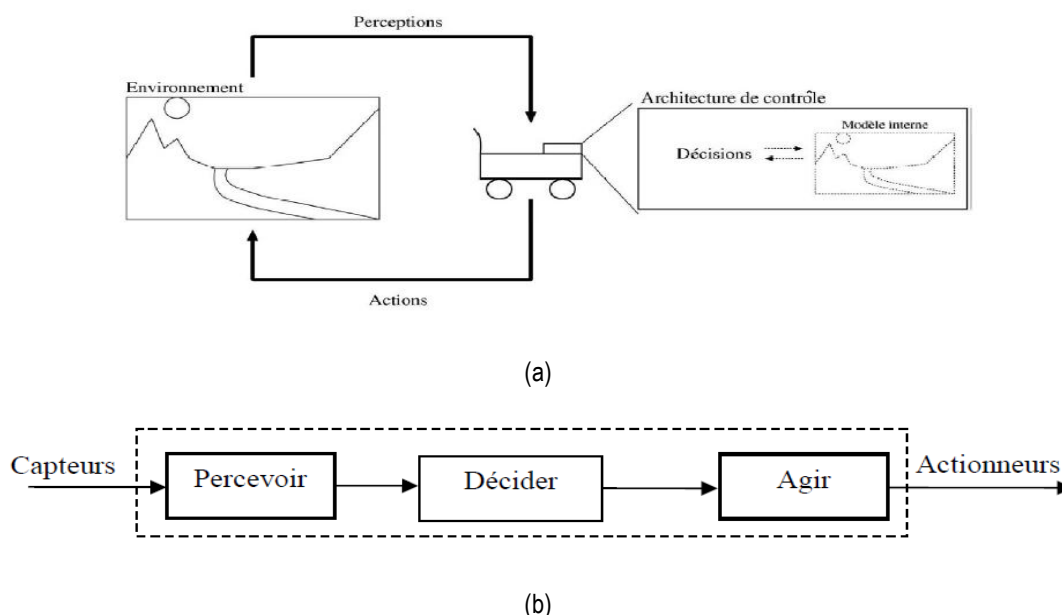 Perceptions
Environnement
Architecture de contrôle
Modèle interne
Décisions
Actions
(a)
Capteurs
Percevoir
Décider
Agir
Actionneurs
(b)